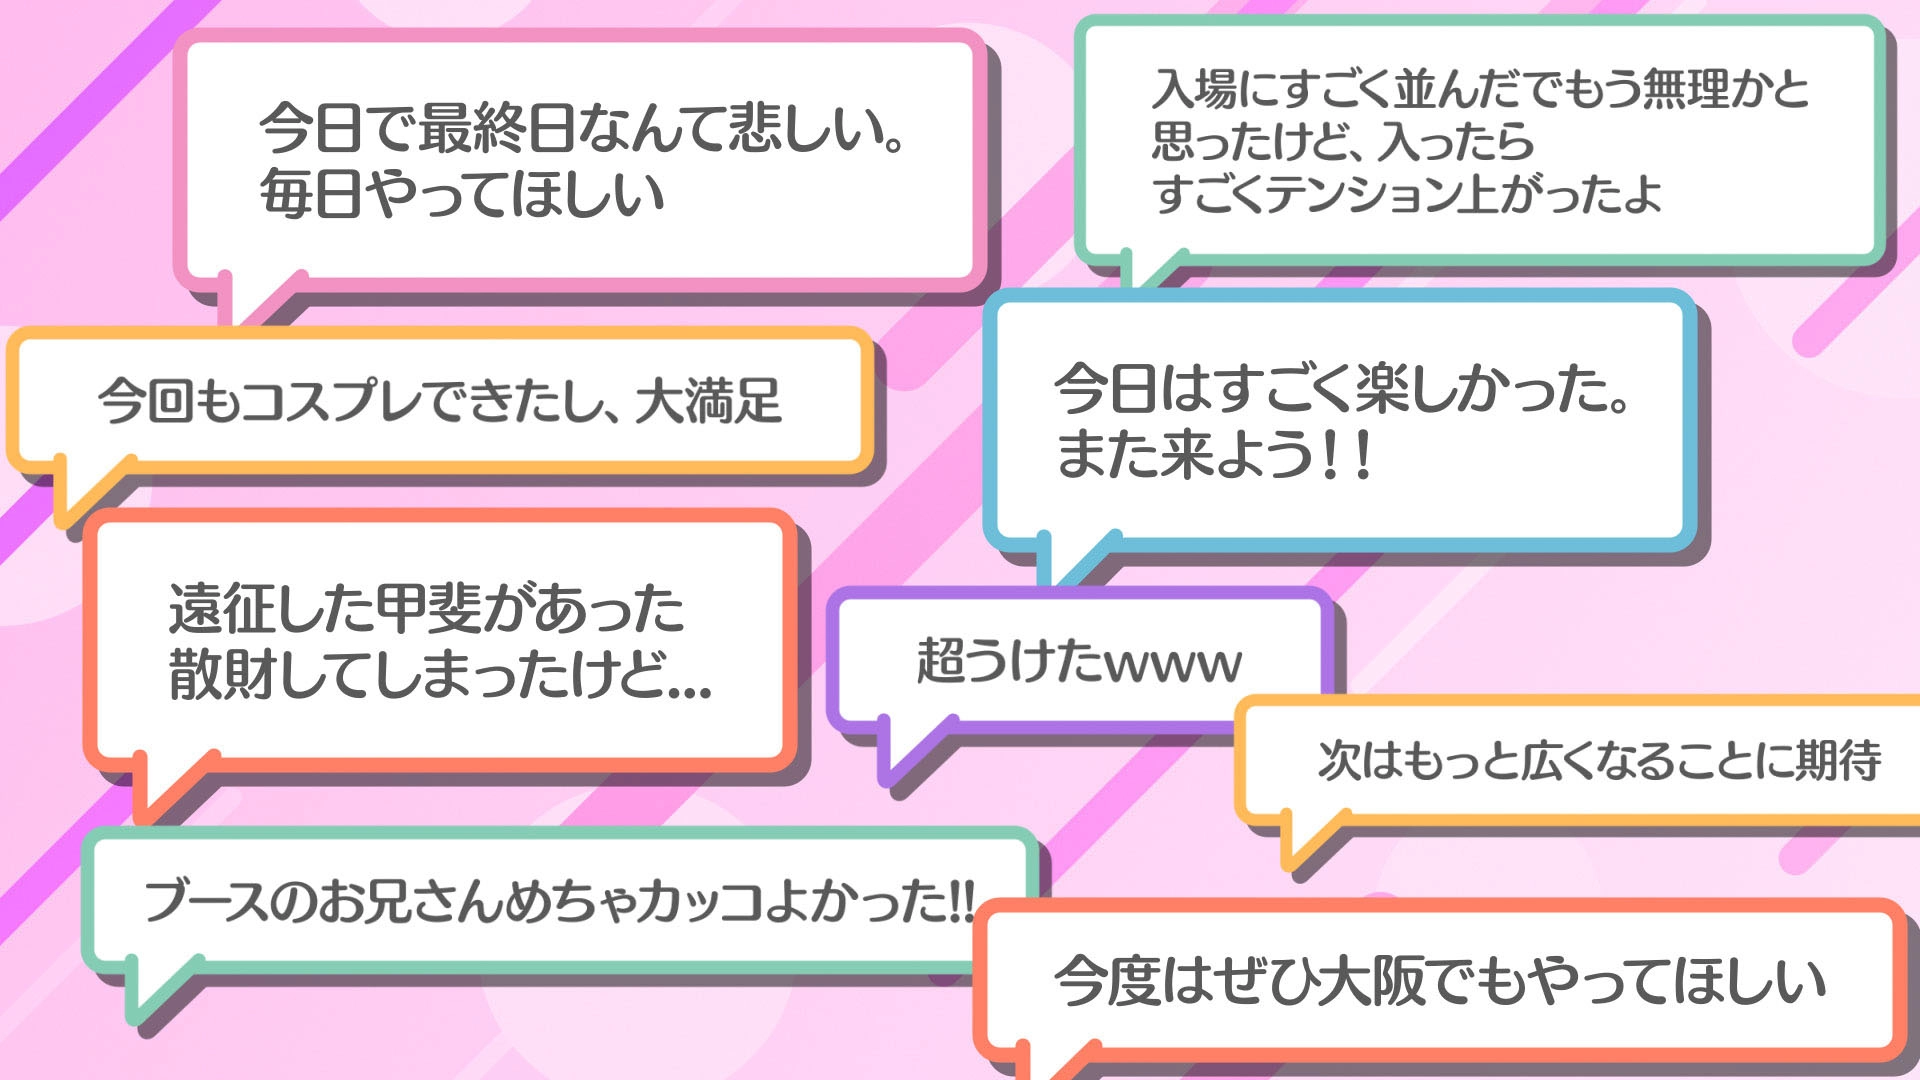 今日で最終日なんて悲しい。
毎日やってほしい
入場にすごく並んだでもう無理かと
思ったけど、入ったら
すごくテンション上がったよ
今回もコスプレできたし、大満足
今日はすごく楽しかった。
また来よう！！
遠征した甲斐があった
散財してしまったけど…
超うけたwww
次はもっと広くなることに期待
ブースのお兄さんめちゃカッコよかった!!
今度はぜひ大阪でもやってほしい